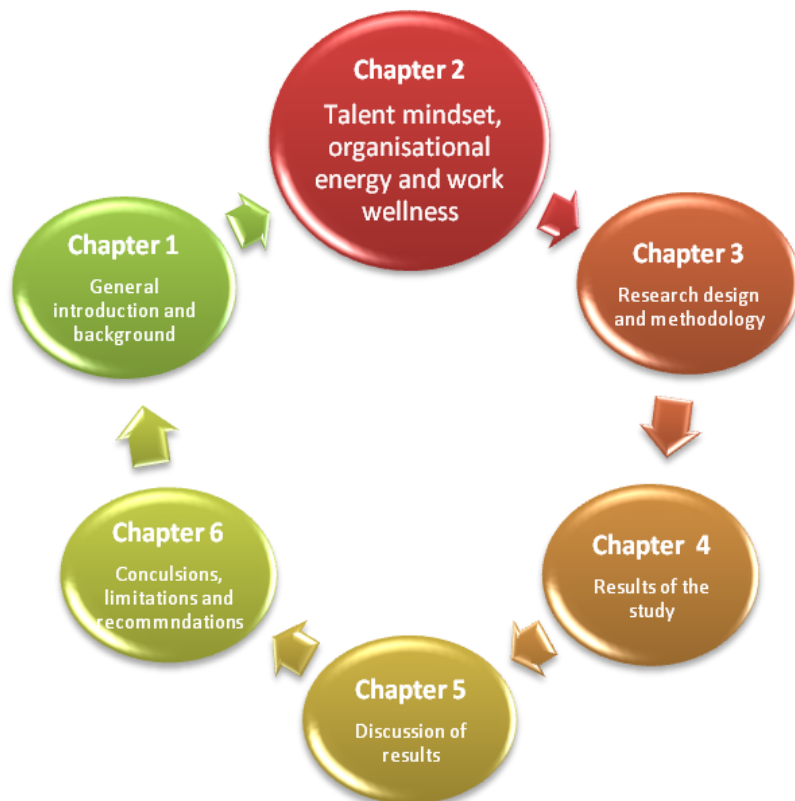 Chapter 1
General
introduction and
background
Chapter 2
Talent mindset,
organisational
energy and work
wellness
Chapter 3
Research design
and methodology
Chapter 4
Results of the
study
Chapter 5
Discussion of
results
Chapter 6
Conculsions,
limitations and
recommndations